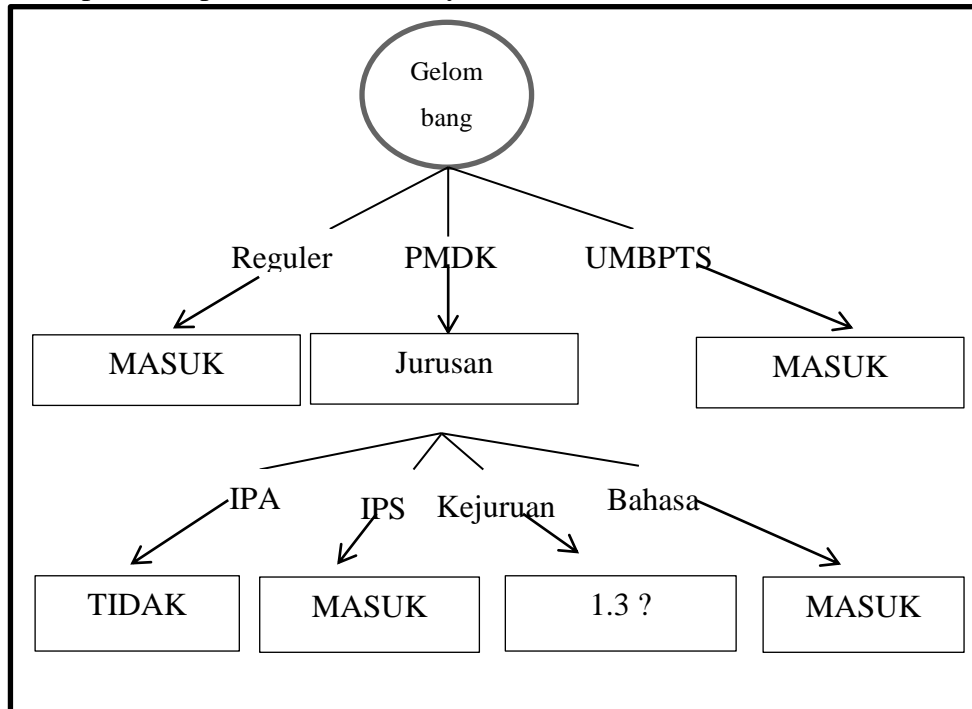 Gelom
bang
Reguler PMDK UMBPTS
MASUK Jurusan MASUK
IPA IPS Kejuruan Bahasa
TIDAK MASUK 1.3 ? MASUK